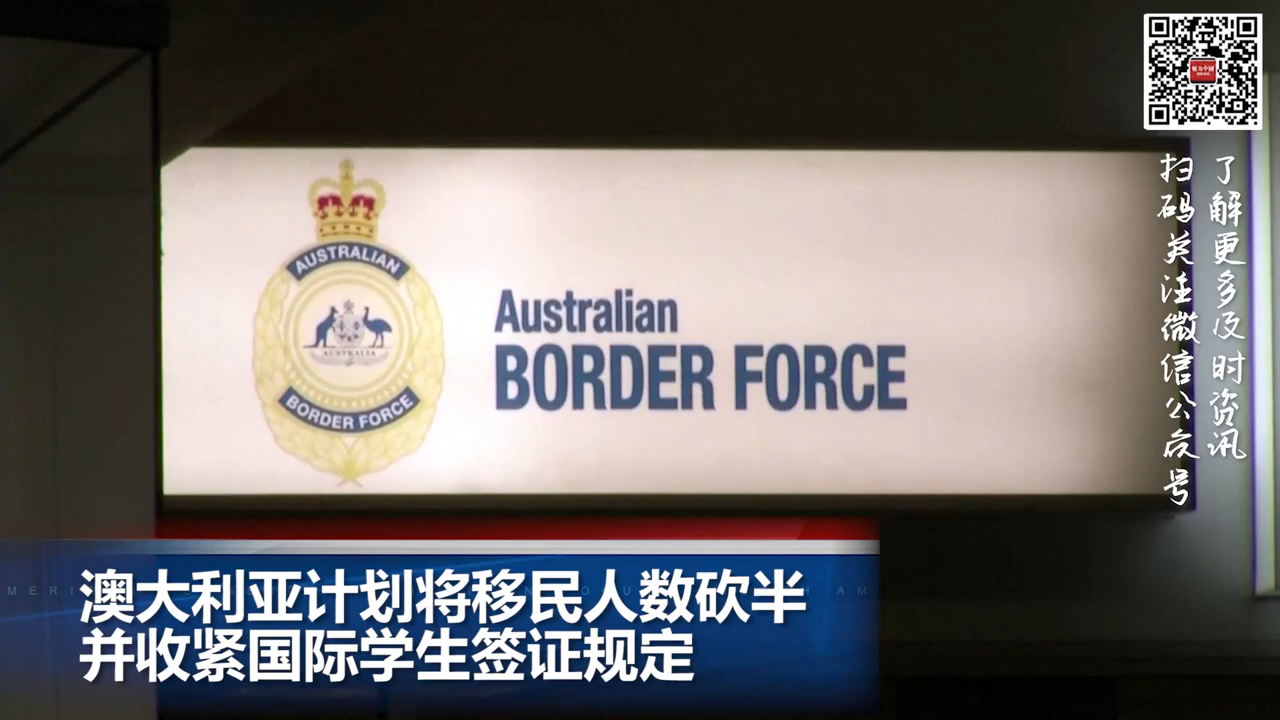 AUSTRALIAN
AUSTRALIA
BORDER FORCE
Australian
BORDER FORCE
了解更多及时资讯
扫码关注微信公众号
澳大利亚计划将移民人数砍半
并收紧国际学生签证规定